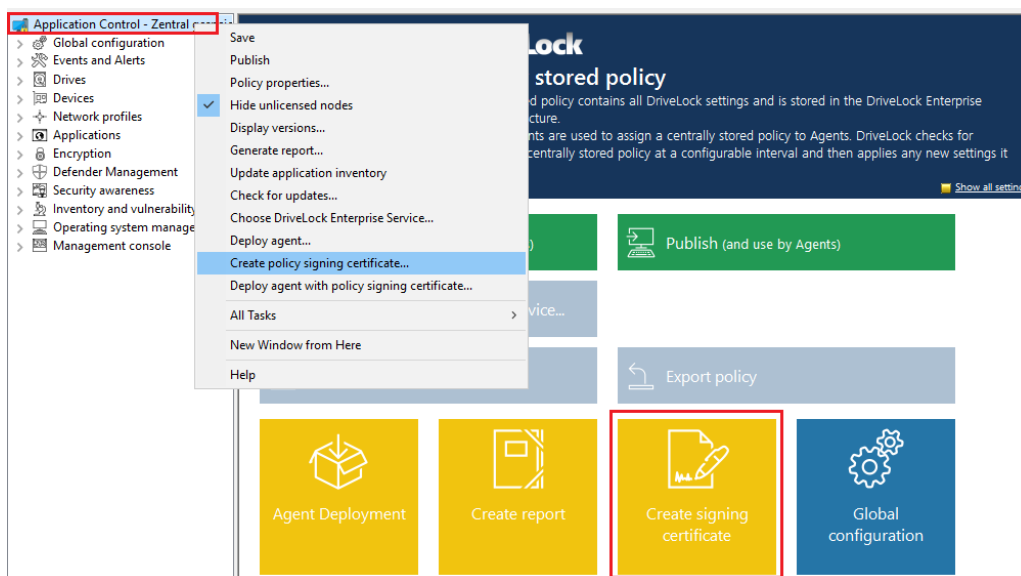 Application Control - Zentral
Global configuration
Events and Alerts
Drives
Devices
Network profiles
Applications
Encryption
Defender Management
Security awareness
Inventory and vulnerability
Operating system manage
Management console
Save
Publish
Policy properties...
Hide unlicensed nodes
Display versions...
Generate report...
Update application inventory
Check for updates...
Choose DriveLock Enterprise Service...
Deploy agent...
Create policy signing certificate...
Deploy agent with policy signing certificate...
All Tasks
New Window from Here
Help
Lock
stored policy
d policy contains all DriveLock settings and is stored in the DriveLock Enterprise
cture.
nts are used to assign a centrally stored policy to Agents. DriveLock checks for
centrally stored policy at a configurable interval and then applies any new settings it
Show all setting
)
Publish (and use by Agents)
vice...
Export policy
Agent Deployment
Create report
Create signing
certificate
Global
configuration